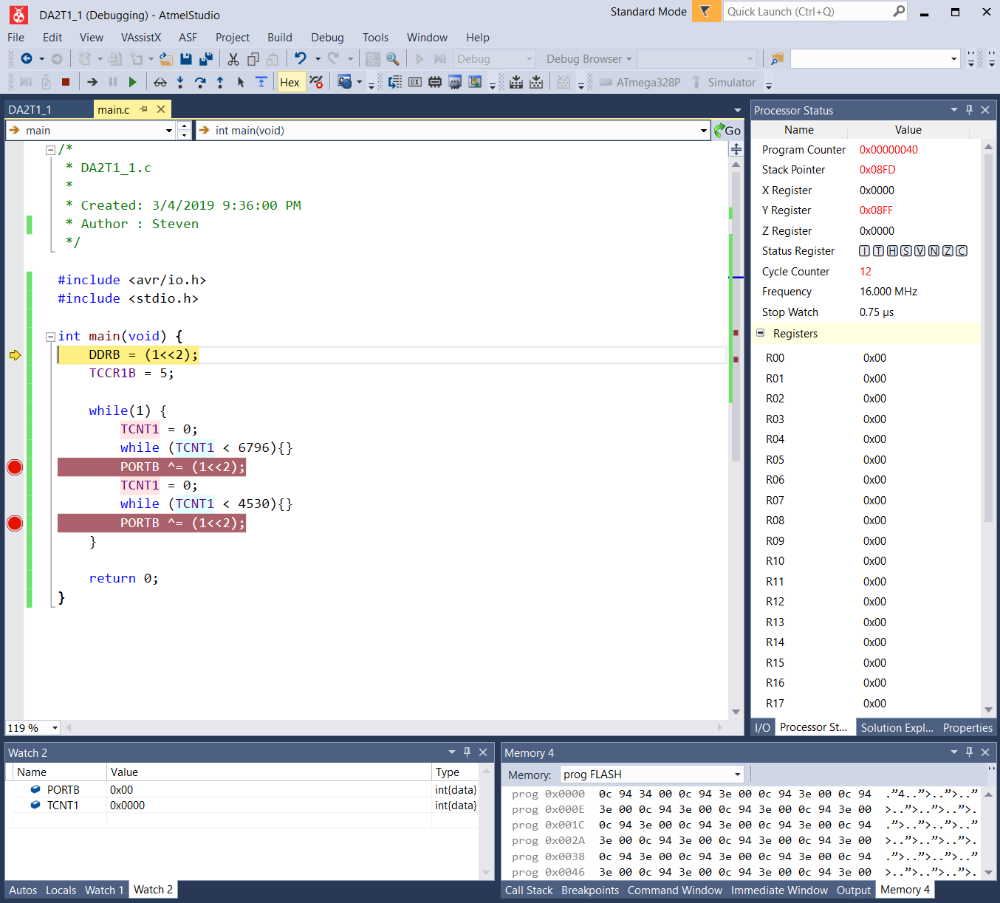 DA2T1_1 (Debugging) - AtmelStudio
Standard Mode
Quick Launch (Ctrl+Q)
File Edit View VAssistX ASF Project Build Debug Tools Window Help
Debug Debug Browser
Hex ATmega328P Simulator
DA2T1_1 main.c
main int main(void) Go
/*
* DA2T1_1.c
*
* Created: 3/4/2019 9:36:00 PM
* Author : Steven
*/
#include <avr/io.h>
#include <stdio.h>
int main(void) {
DDRB = (1<<2);
TCCR1B = 5;
while(1) {
TCNT1 = 0;
while (TCNT1 < 6796){}
PORTB ^= (1<<2);
TCNT1 = 0;
while (TCNT1 < 4530){}
PORTB ^= (1<<2);
}
return 0;
}
119 %
Processor Status
Name Value
Program Counter 0x00000040
Stack Pointer 0x08FD
X Register 0x0000
Y Register 0x08FF
Z Register 0x0000
Status Register I T H S V N Z C
Cycle Counter 12
Frequency 16.000 MHz
Stop Watch 0.75 µs
Registers
R00 0x00
R01 0x00
R02 0x00
R03 0x00
R04 0x00
R05 0x00
R06 0x00
R07 0x00
R08 0x00
R09 0x00
R10 0x00
R11 0x00
R12 0x00
R13 0x00
R14 0x00
R15 0x00
R16 0x00
R17 0x00
I/O Processor St... Solution Expl... Properties
Watch 2
Name Value Type
PORTB 0x00 int{data}
TCNT1 0x0000 int{data}
Autos Locals Watch 1 Watch 2
Memory 4
Memory: prog FLASH
prog 0x0000 0c 94 34 00 0c 94 3e 00 0c 94 3e 00 0c 94 .”4..”>..”>..”
prog 0x000E 3e 00 0c 94 3e 00 0c 94 3e 00 0c 94 3e 00 >..”>..”>..”>.
prog 0x001C 0c 94 3e 00 0c 94 3e 00 0c 94 3e 00 0c 94 .”>..”>..”>..”
prog 0x002A 3e 00 0c 94 3e 00 0c 94 3e 00 0c 94 3e 00 >..”>..”>..”>.
prog 0x0038 0c 94 3e 00 0c 94 3e 00 0c 94 3e 00 0c 94 .”>..”>..”>..”
prog 0x0046 3e 00 0c 94 3e 00 0c 94 3e 00 0c 94 3e 00 >..”>..”>..”>.
Call Stack Breakpoints Command Window Immediate Window Output Memory 4